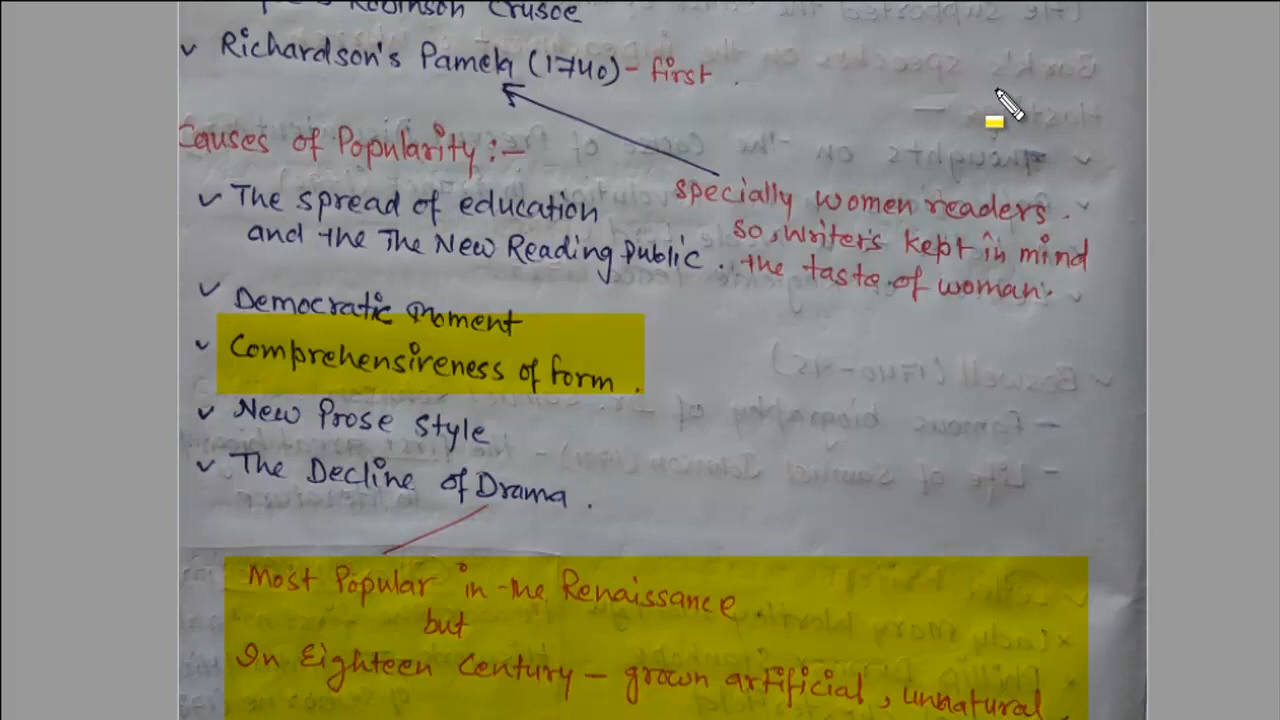 Robinson Crusoe
✓ Richardson's Pamela (1740) - first .
Causes of Popularity :-
✓ The spread of education
and the The New Reading Public .
specially women readers .
so, writer's kept in mind
the taste of woman.
✓ Democratic Moment
✓ Comprehensireness of form .
✓ New Prose Style
✓ The Decline of Drama .
Most Popular in the Renaissance
but
In Eighteen Century – grown artificial, unnatural